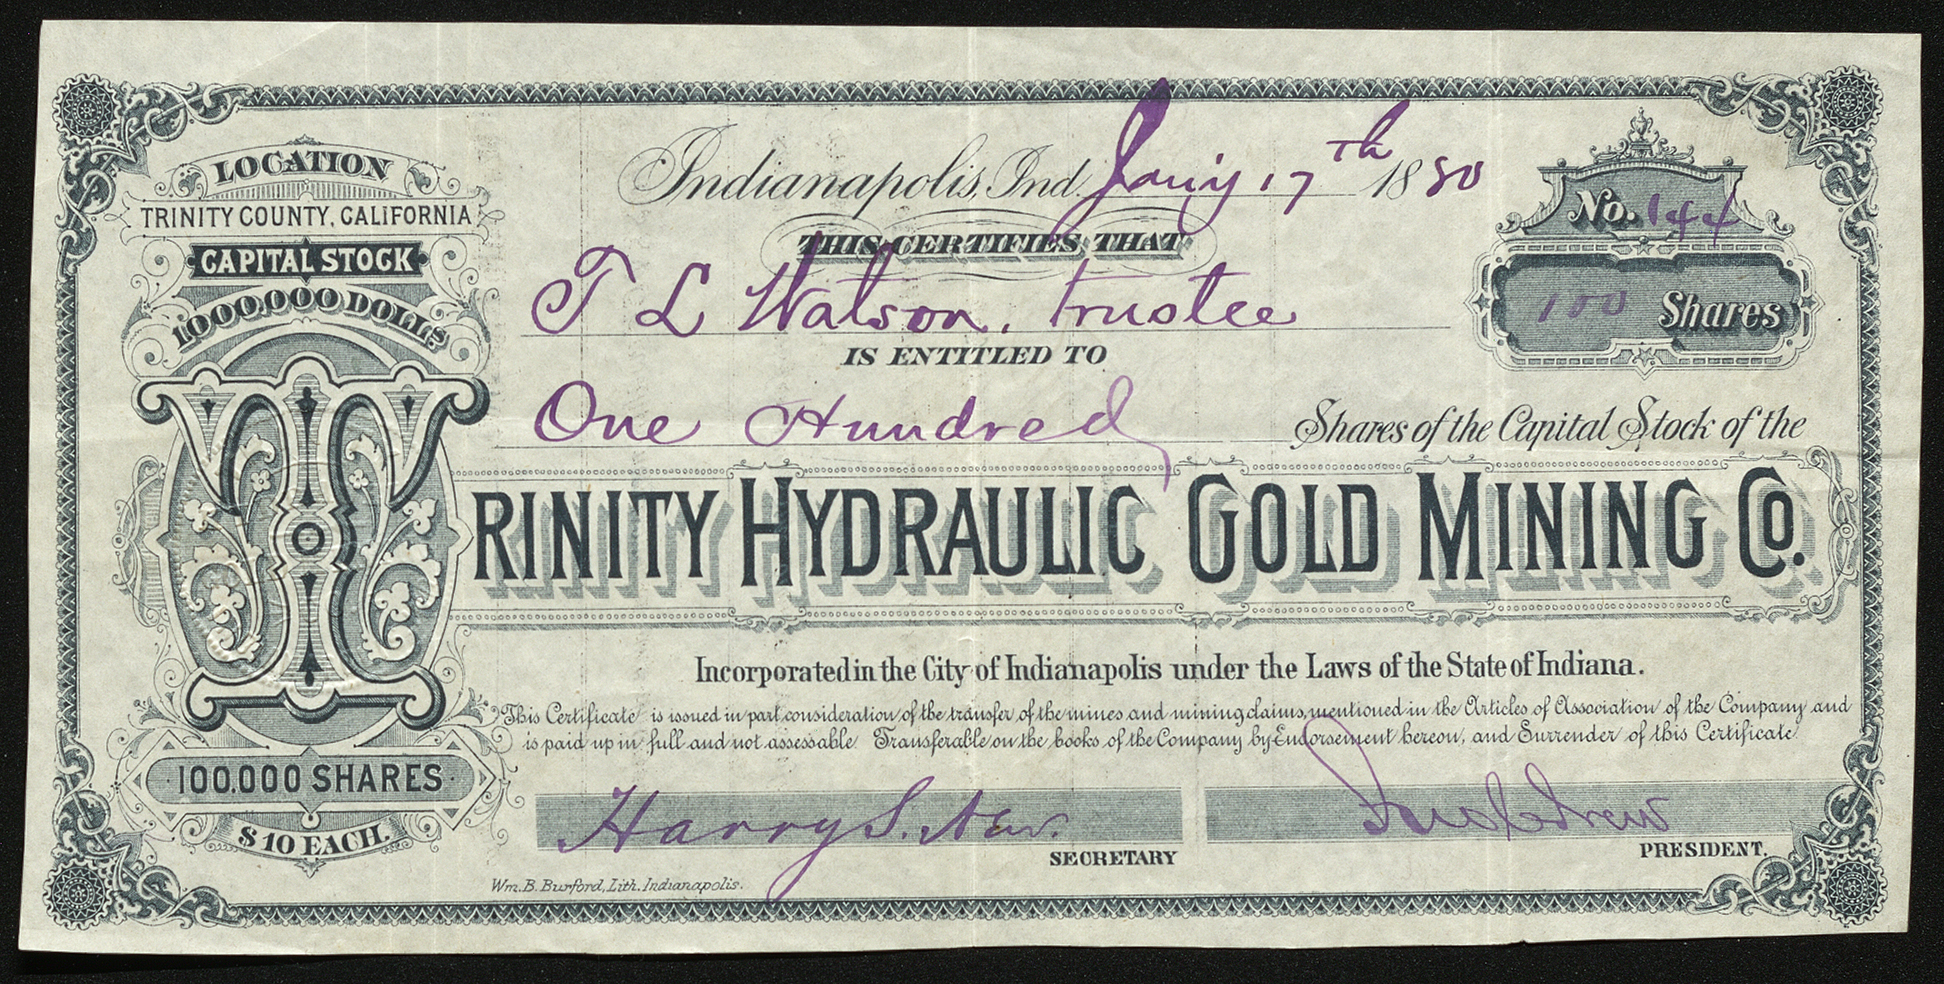 LOCATION
TRINITY COUNTY, CALIFORNIA
CAPITAL STOCK
1,000,000 DOLLS
100,000 SHARES
$10 EACH.
Indianapolis, Ind. Jan'y 17th 1880
THIS CERTIFIES THAT
T L Watson, trustee
IS ENTITLED TO
One Hundred Shares of the Capital Stock of the
No. 144
100 Shares
TRINITY HYDRAULIC GOLD MINING CO.
Incorporated in the City of Indianapolis under the Laws of the State of Indiana.
This Certificate is issued in part consideration of the transfer of the mines and mining claims, mentioned in the Articles of Association of the Company and
is paid up in full and not assessable Transferable on the books of the Company by Endorsement hereon, and Surrender of this Certificate.
Harry S. New.
SECRETARY
PRESIDENT.
Wm. B. Burford, Lith. Indianapolis.